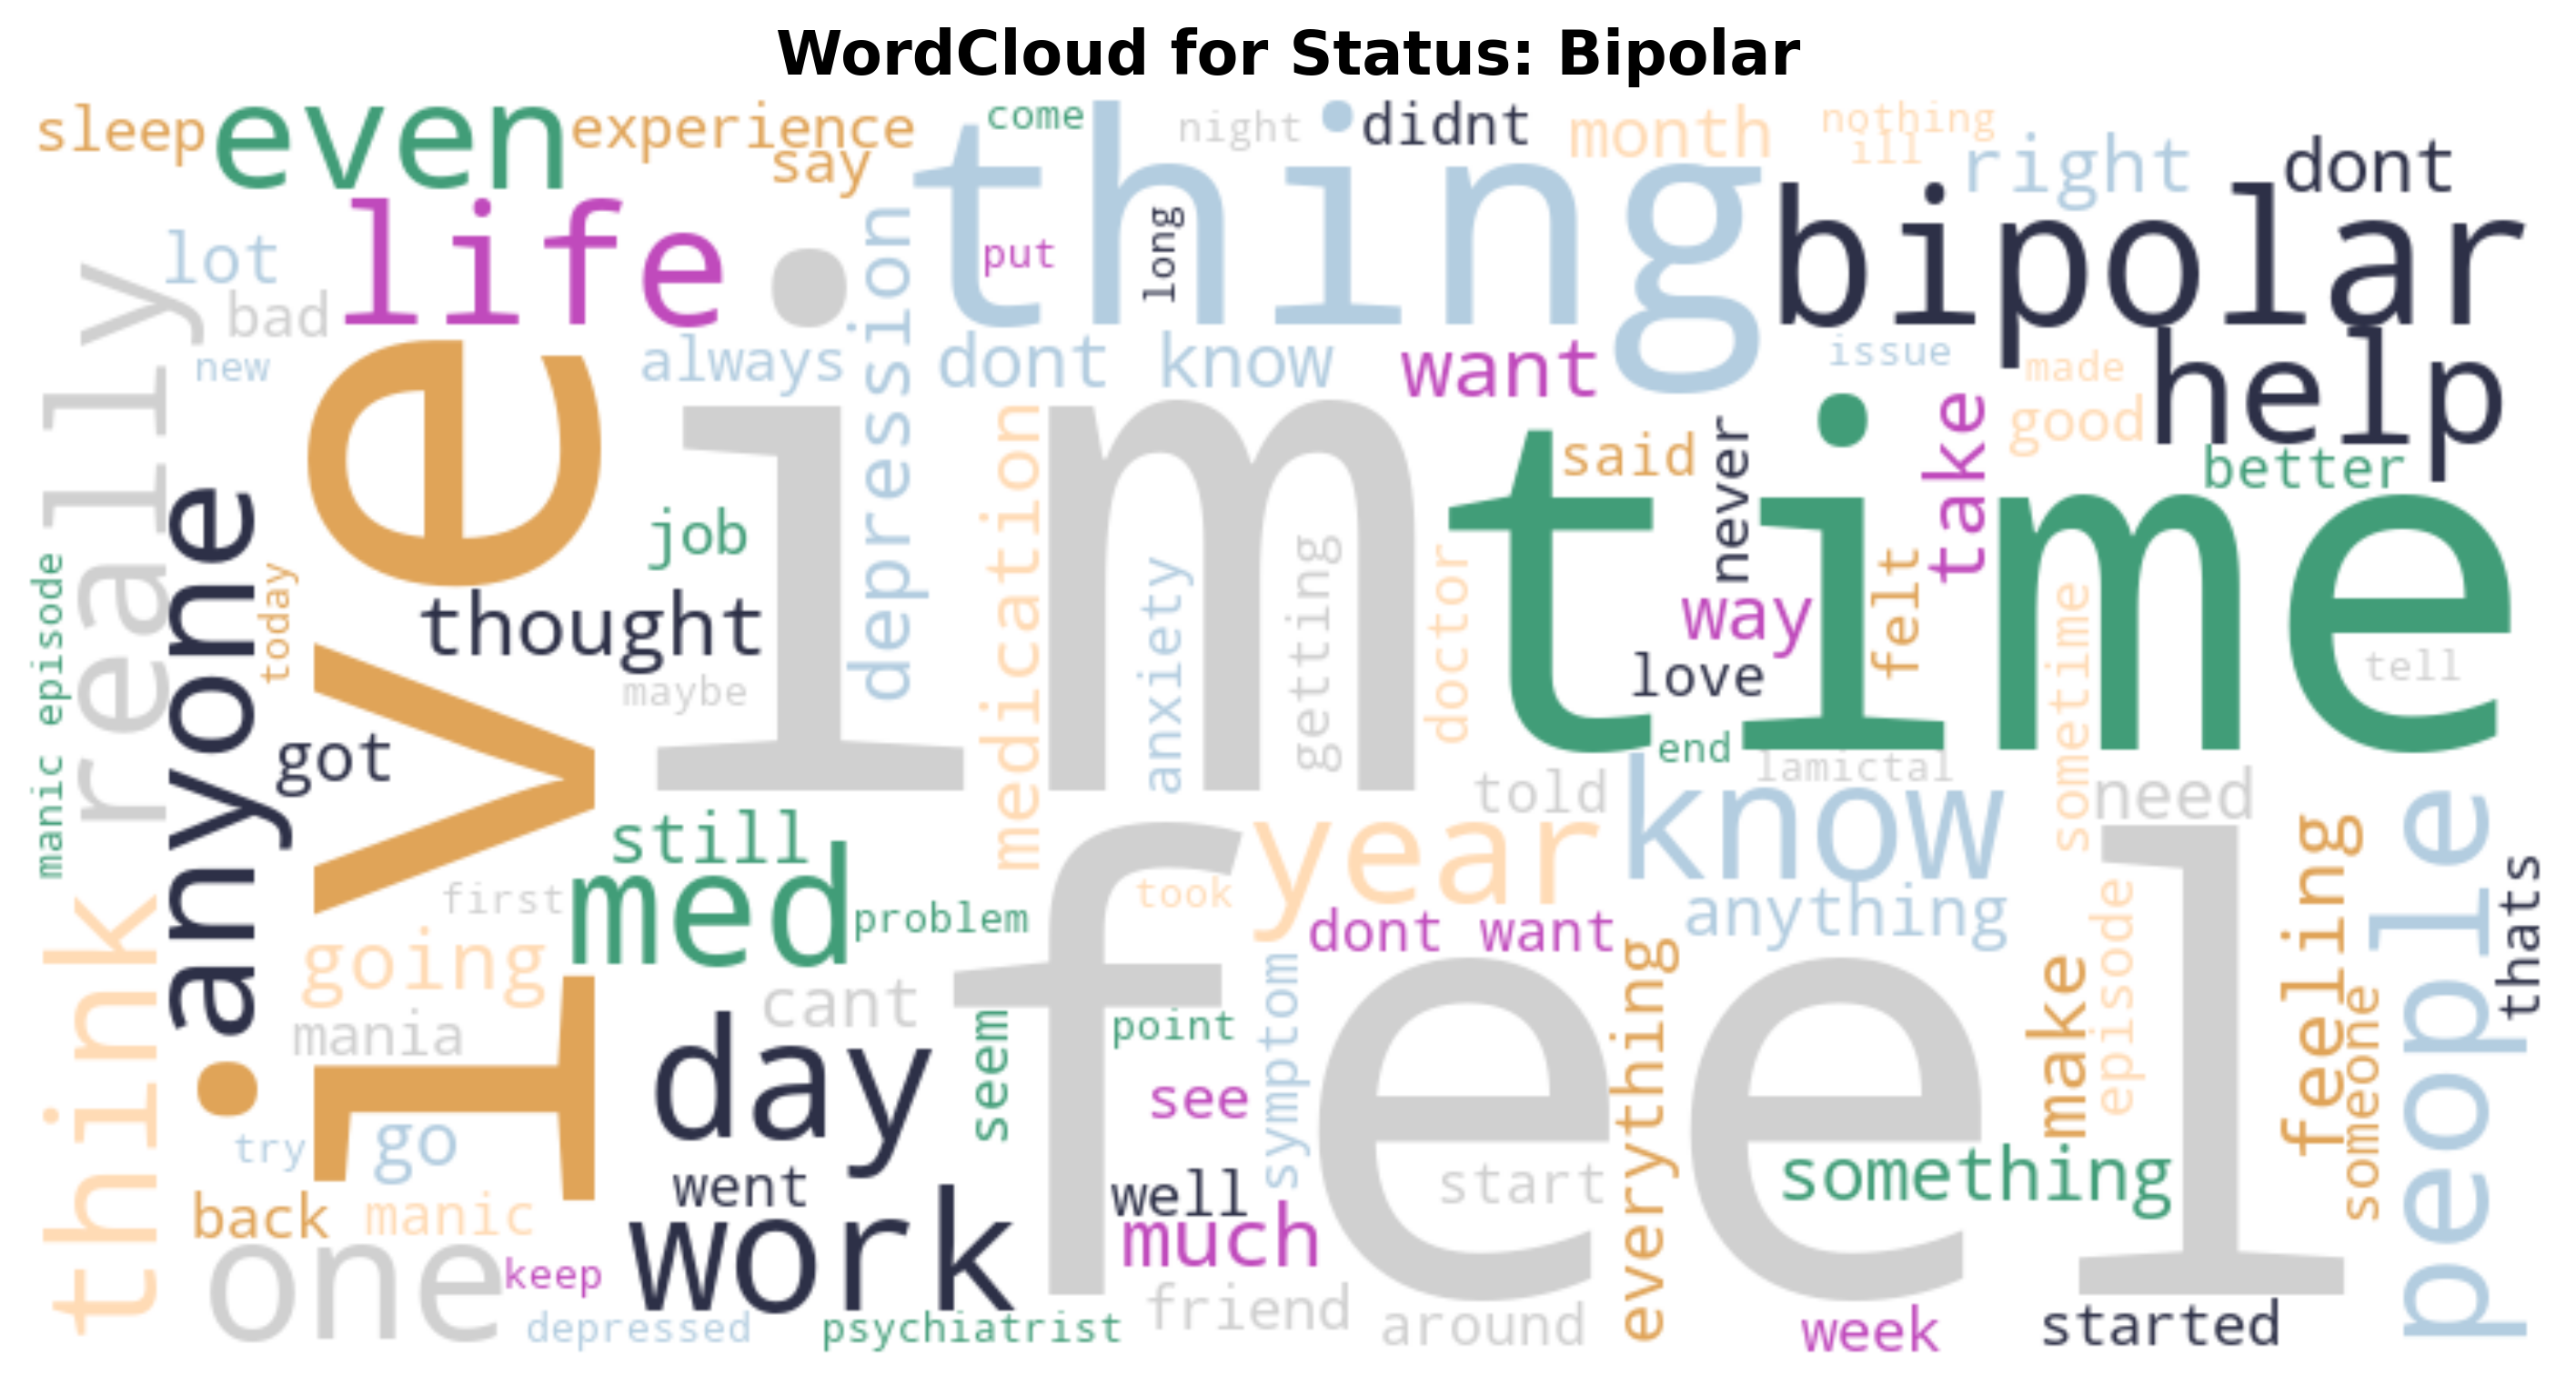 WordCloud for Status: Bipolar
sleep
even
experience
say
come
thing
night
didnt
month
nothing
ill
right
dont
bipolar
lot
life
bad
new
really
always
depression
put
long
dont know
want
issue
made
good
help
better
ive
im
time
said
never
take
job
thought
maybe
medication
anxiety
getting
doctor
way
love
felt
sometime
tell
manic episode
today
anyone
got
end
lamictal
told
need
still
year
know
first
med
problem
took
dont want
anything
feeling
people
thats
think
going
mania
cant
feel
day
seem
point
see
symptom
everything
make
episode
someone
try
go
went
well
start
something
back
manic
one
keep
work
much
friend
around
depressed
psychiatrist
week
started